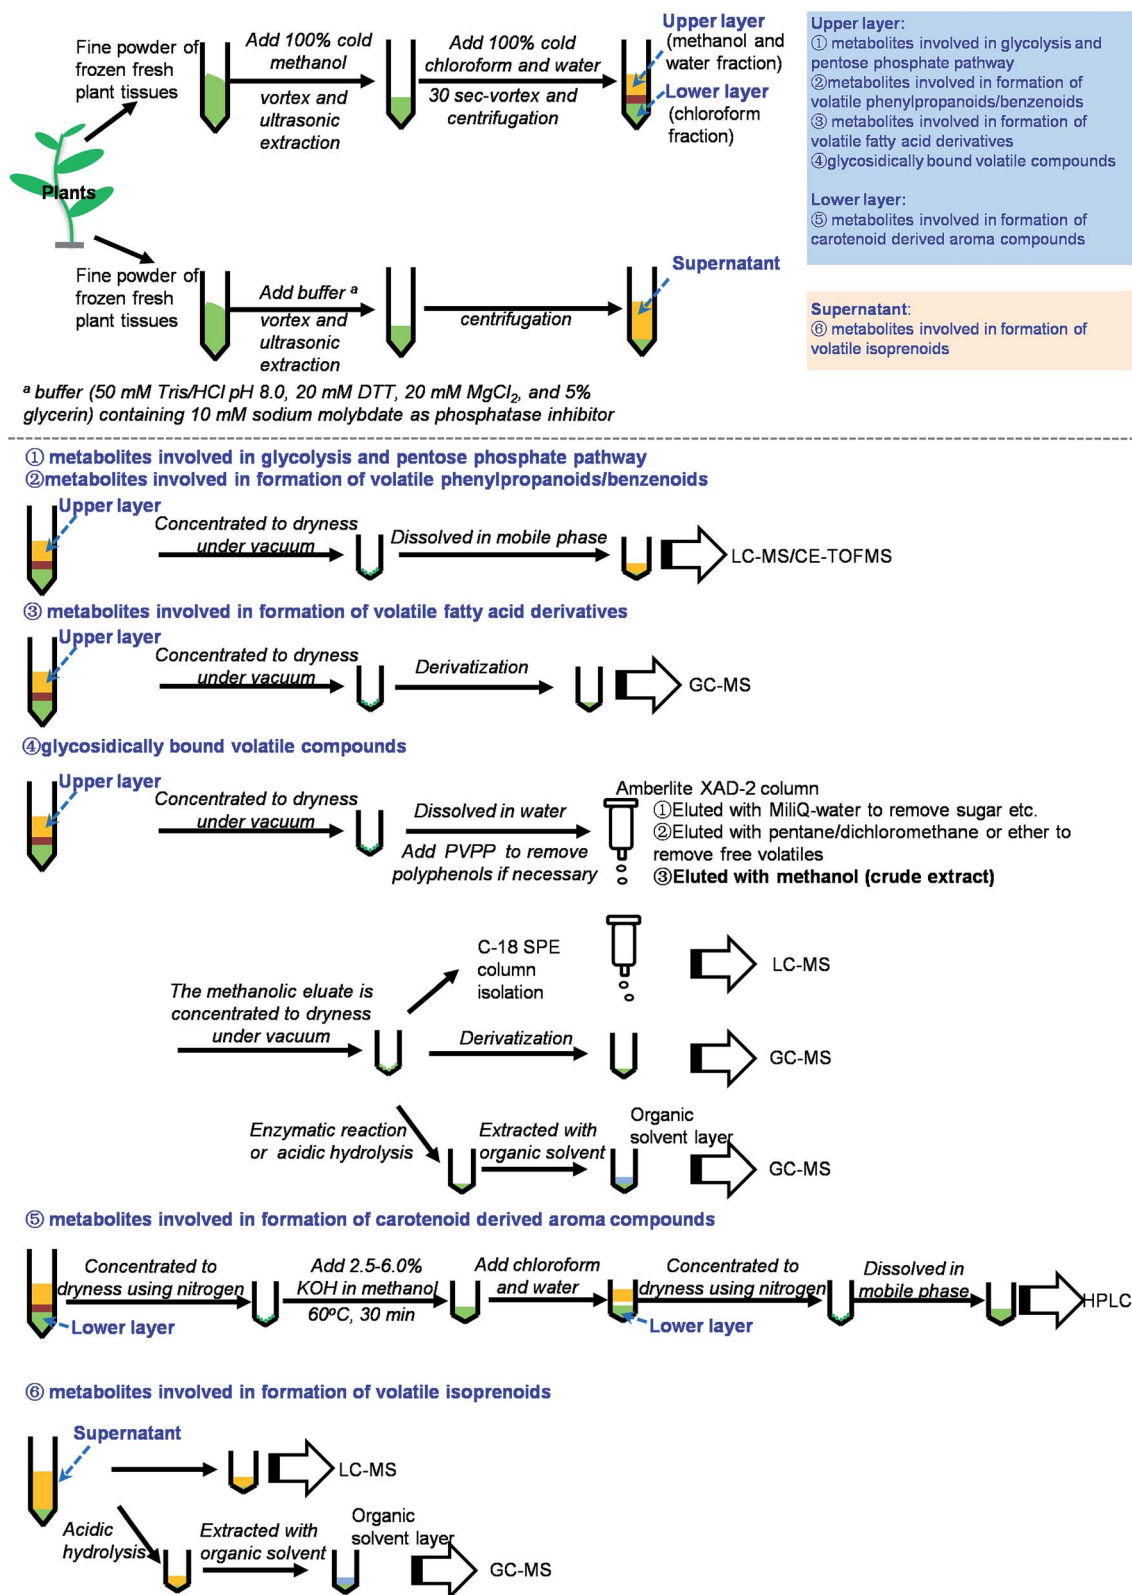 Fine powder of
frozen fresh
plant tissues
Add 100% cold
methanol
vortex and
ultrasonic
extraction
Add 100% cold
chloroform and water
30 sec-vortex and
centrifugation
Upper layer
(methanol and
water fraction)
Lower layer
(chloroform
fraction)
Upper layer:
① metabolites involved in glycolysis and
pentose phosphate pathway
②metabolites involved in formation of
volatile phenylpropanoids/benzenoids
③ metabolites involved in formation of
volatile fatty acid derivatives
④glycosidically bound volatile compounds
Lower layer:
⑤ metabolites involved in formation of
carotenoid derived aroma compounds
Plants
Fine powder of
frozen fresh
plant tissues
Add buffer a
vortex and
ultrasonic
extraction
centrifugation
Supernatant
Supernatant:
⑥ metabolites involved in formation of
volatile isoprenoids
a buffer (50 mM Tris/HCl pH 8.0, 20 mM DTT, 20 mM MgCl2, and 5%
glycerin) containing 10 mM sodium molybdate as phosphatase inhibitor
① metabolites involved in glycolysis and pentose phosphate pathway
②metabolites involved in formation of volatile phenylpropanoids/benzenoids
Upper layer
Concentrated to dryness
under vacuum
Dissolved in mobile phase
LC-MS/CE-TOFMS
③ metabolites involved in formation of volatile fatty acid derivatives
Upper layer
Concentrated to dryness
under vacuum
Derivatization
GC-MS
④glycosidically bound volatile compounds
Upper layer
Concentrated to dryness
under vacuum
Dissolved in water
Add PVPP to remove
polyphenols if necessary
Amberlite XAD-2 column
①Eluted with MiliQ-water to remove sugar etc.
②Eluted with pentane/dichloromethane or ether to
remove free volatiles
③Eluted with methanol (crude extract)
The methanolic eluate is
concentrated to dryness
under vacuum
C-18 SPE
column
isolation
LC-MS
Derivatization
GC-MS
Enzymatic reaction
or acidic hydrolysis
Extracted with
organic solvent
Organic
solvent layer
GC-MS
⑤ metabolites involved in formation of carotenoid derived aroma compounds
Concentrated to
dryness using nitrogen
Add 2.5-6.0%
KOH in methanol
60ºC, 30 min
Add chloroform
and water
Concentrated to
dryness using nitrogen
Dissolved in
mobile phase
HPLC
Lower layer
Lower layer
⑥ metabolites involved in formation of volatile isoprenoids
Supernatant
LC-MS
Acidic
hydrolysis
Extracted with
organic solvent
Organic
solvent layer
GC-MS